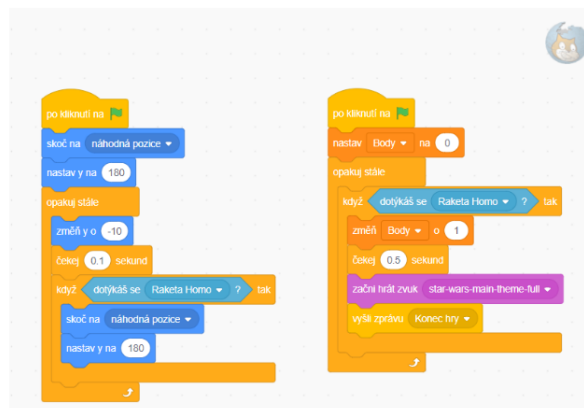 po kliknutí na
skoč na náhodná pozice
nastav y na 180
opakuj stále
změň y o -10
čekej 0.1 sekund
když dotýkáš se Raketa Homo ? tak
skoč na náhodná pozice
nastav y na 180
po kliknutí na
nastav Body na 0
opakuj stále
když dotýkáš se Raketa Homo ? tak
změň Body o 1
čekej 0.5 sekund
začni hrát zvuk star-wars-main-theme-full
vyšli zprávu Konec hry